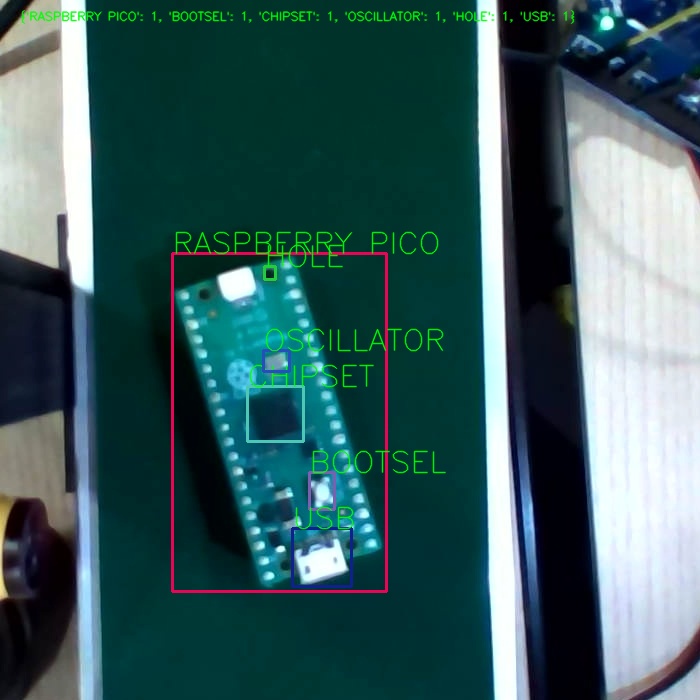 {'RASPBERRY PICO': 1, 'BOOTSEL': 1, 'CHIPSET': 1, 'OSCILLATOR': 1, 'HOLE': 1, 'USB': 1}
RASPBERRY PICO
HOLE
OSCILLATOR
CHIPSET
BOOTSEL
USB